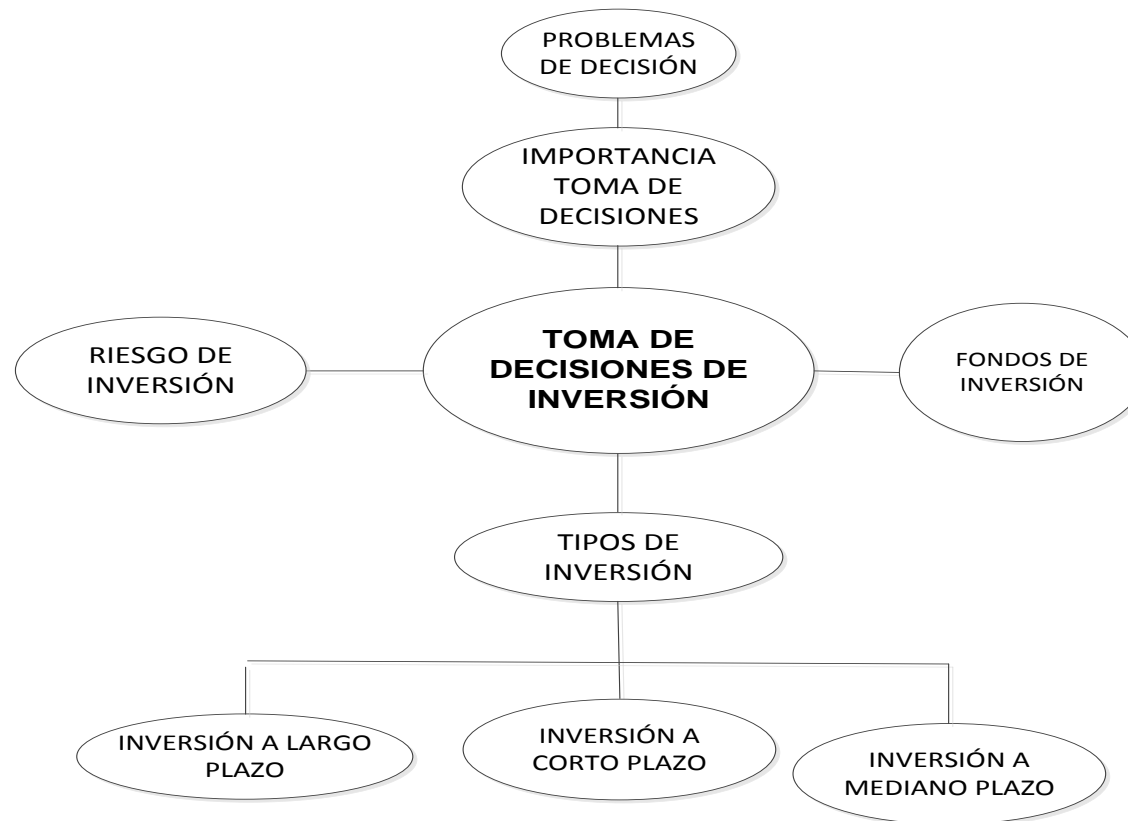 PROBLEMAS
DE DECISIÓN
IMPORTANCIA
TOMA DE
DECISIONES
TOMA DE
DECISIONES DE
INVERSIÓN
RIESGO DE
INVERSIÓN
FONDOS DE
INVERSIÓN
TIPOS DE
INVERSIÓN
INVERSIÓN A LARGO
PLAZO
INVERSIÓN A
CORTO PLAZO
INVERSIÓN A
MEDIANO PLAZO